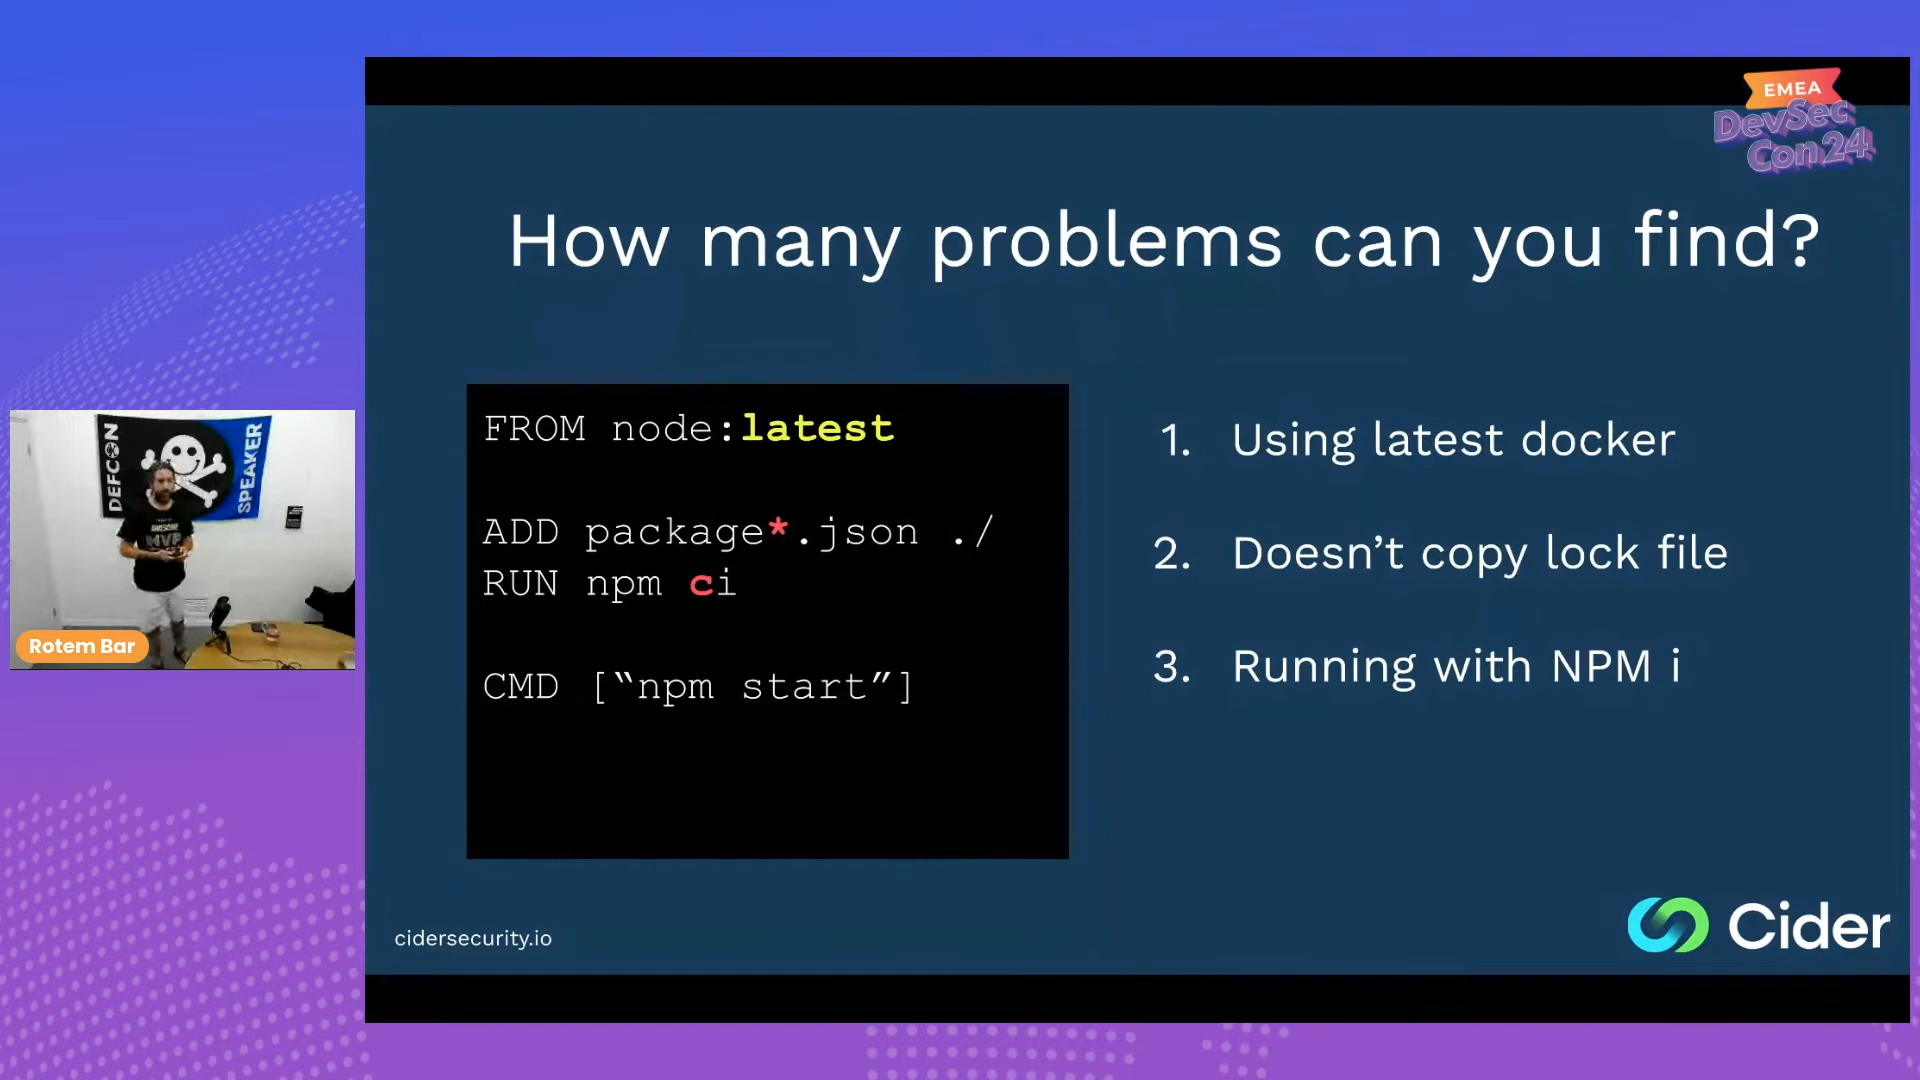 EMEA
DevSec
Con24
How many problems can you find?
FROM node:latest
ADD package*.json ./
RUN npm ci
CMD [“npm start”]
1. Using latest docker
2. Doesn’t copy lock file
3. Running with NPM i
DEFCON
SPEAKER
AWESOME
MVP
Rotem Bar
cidersecurity.io
Cider